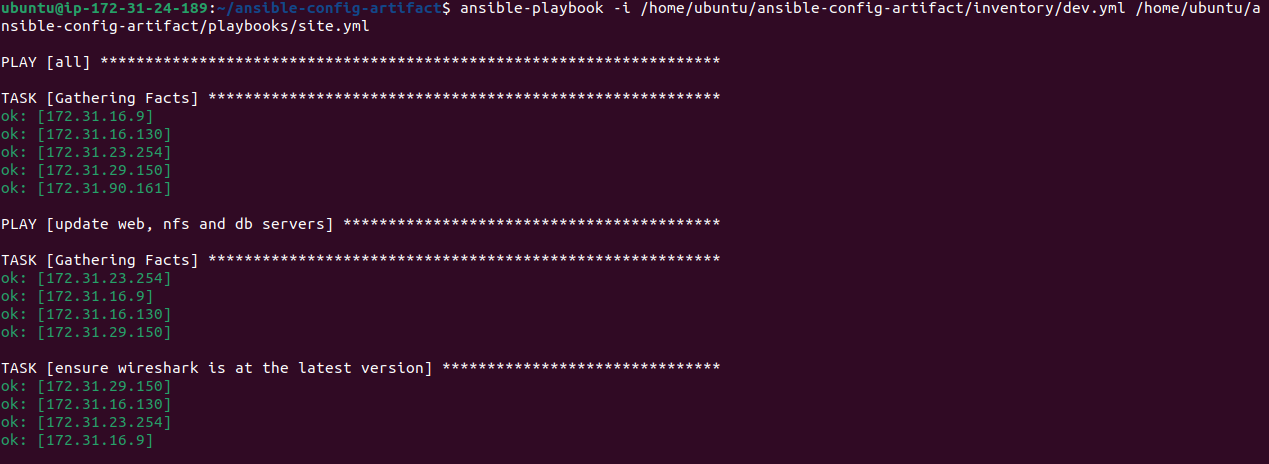 ubuntu@ip-172-31-24-189:~/ansible-config-artifact$ ansible-playbook -i /home/ubuntu/ansible-config-artifact/inventory/dev.yml /home/ubuntu/a
nsible-config-artifact/playbooks/site.yml
PLAY [all] *********************************************************************
TASK [Gathering Facts] *********************************************************
ok: [172.31.16.9]
ok: [172.31.16.130]
ok: [172.31.23.254]
ok: [172.31.29.150]
ok: [172.31.90.161]
PLAY [update web, nfs and db servers] ******************************************
TASK [Gathering Facts] *********************************************************
ok: [172.31.23.254]
ok: [172.31.16.9]
ok: [172.31.16.130]
ok: [172.31.29.150]
TASK [ensure wireshark is at the latest version] *******************************
ok: [172.31.29.150]
ok: [172.31.16.130]
ok: [172.31.23.254]
ok: [172.31.16.9]